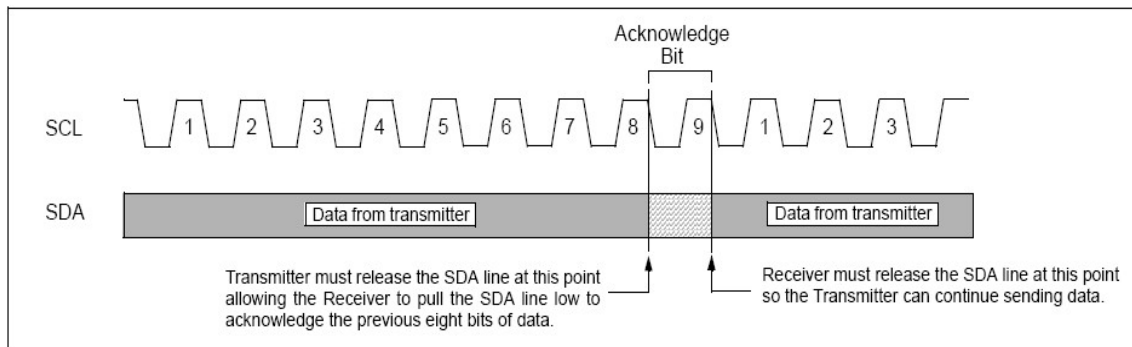 Acknowledge
Bit
SCL
1 2 3 4 5 6 7 8 9 1 2 3
SDA
Data from transmitter
Data from transmitter
Transmitter must release the SDA line at this point
allowing the Receiver to pull the SDA line low to
acknowledge the previous eight bits of data.
Receiver must release the SDA line at this point
so the Transmitter can continue sending data.